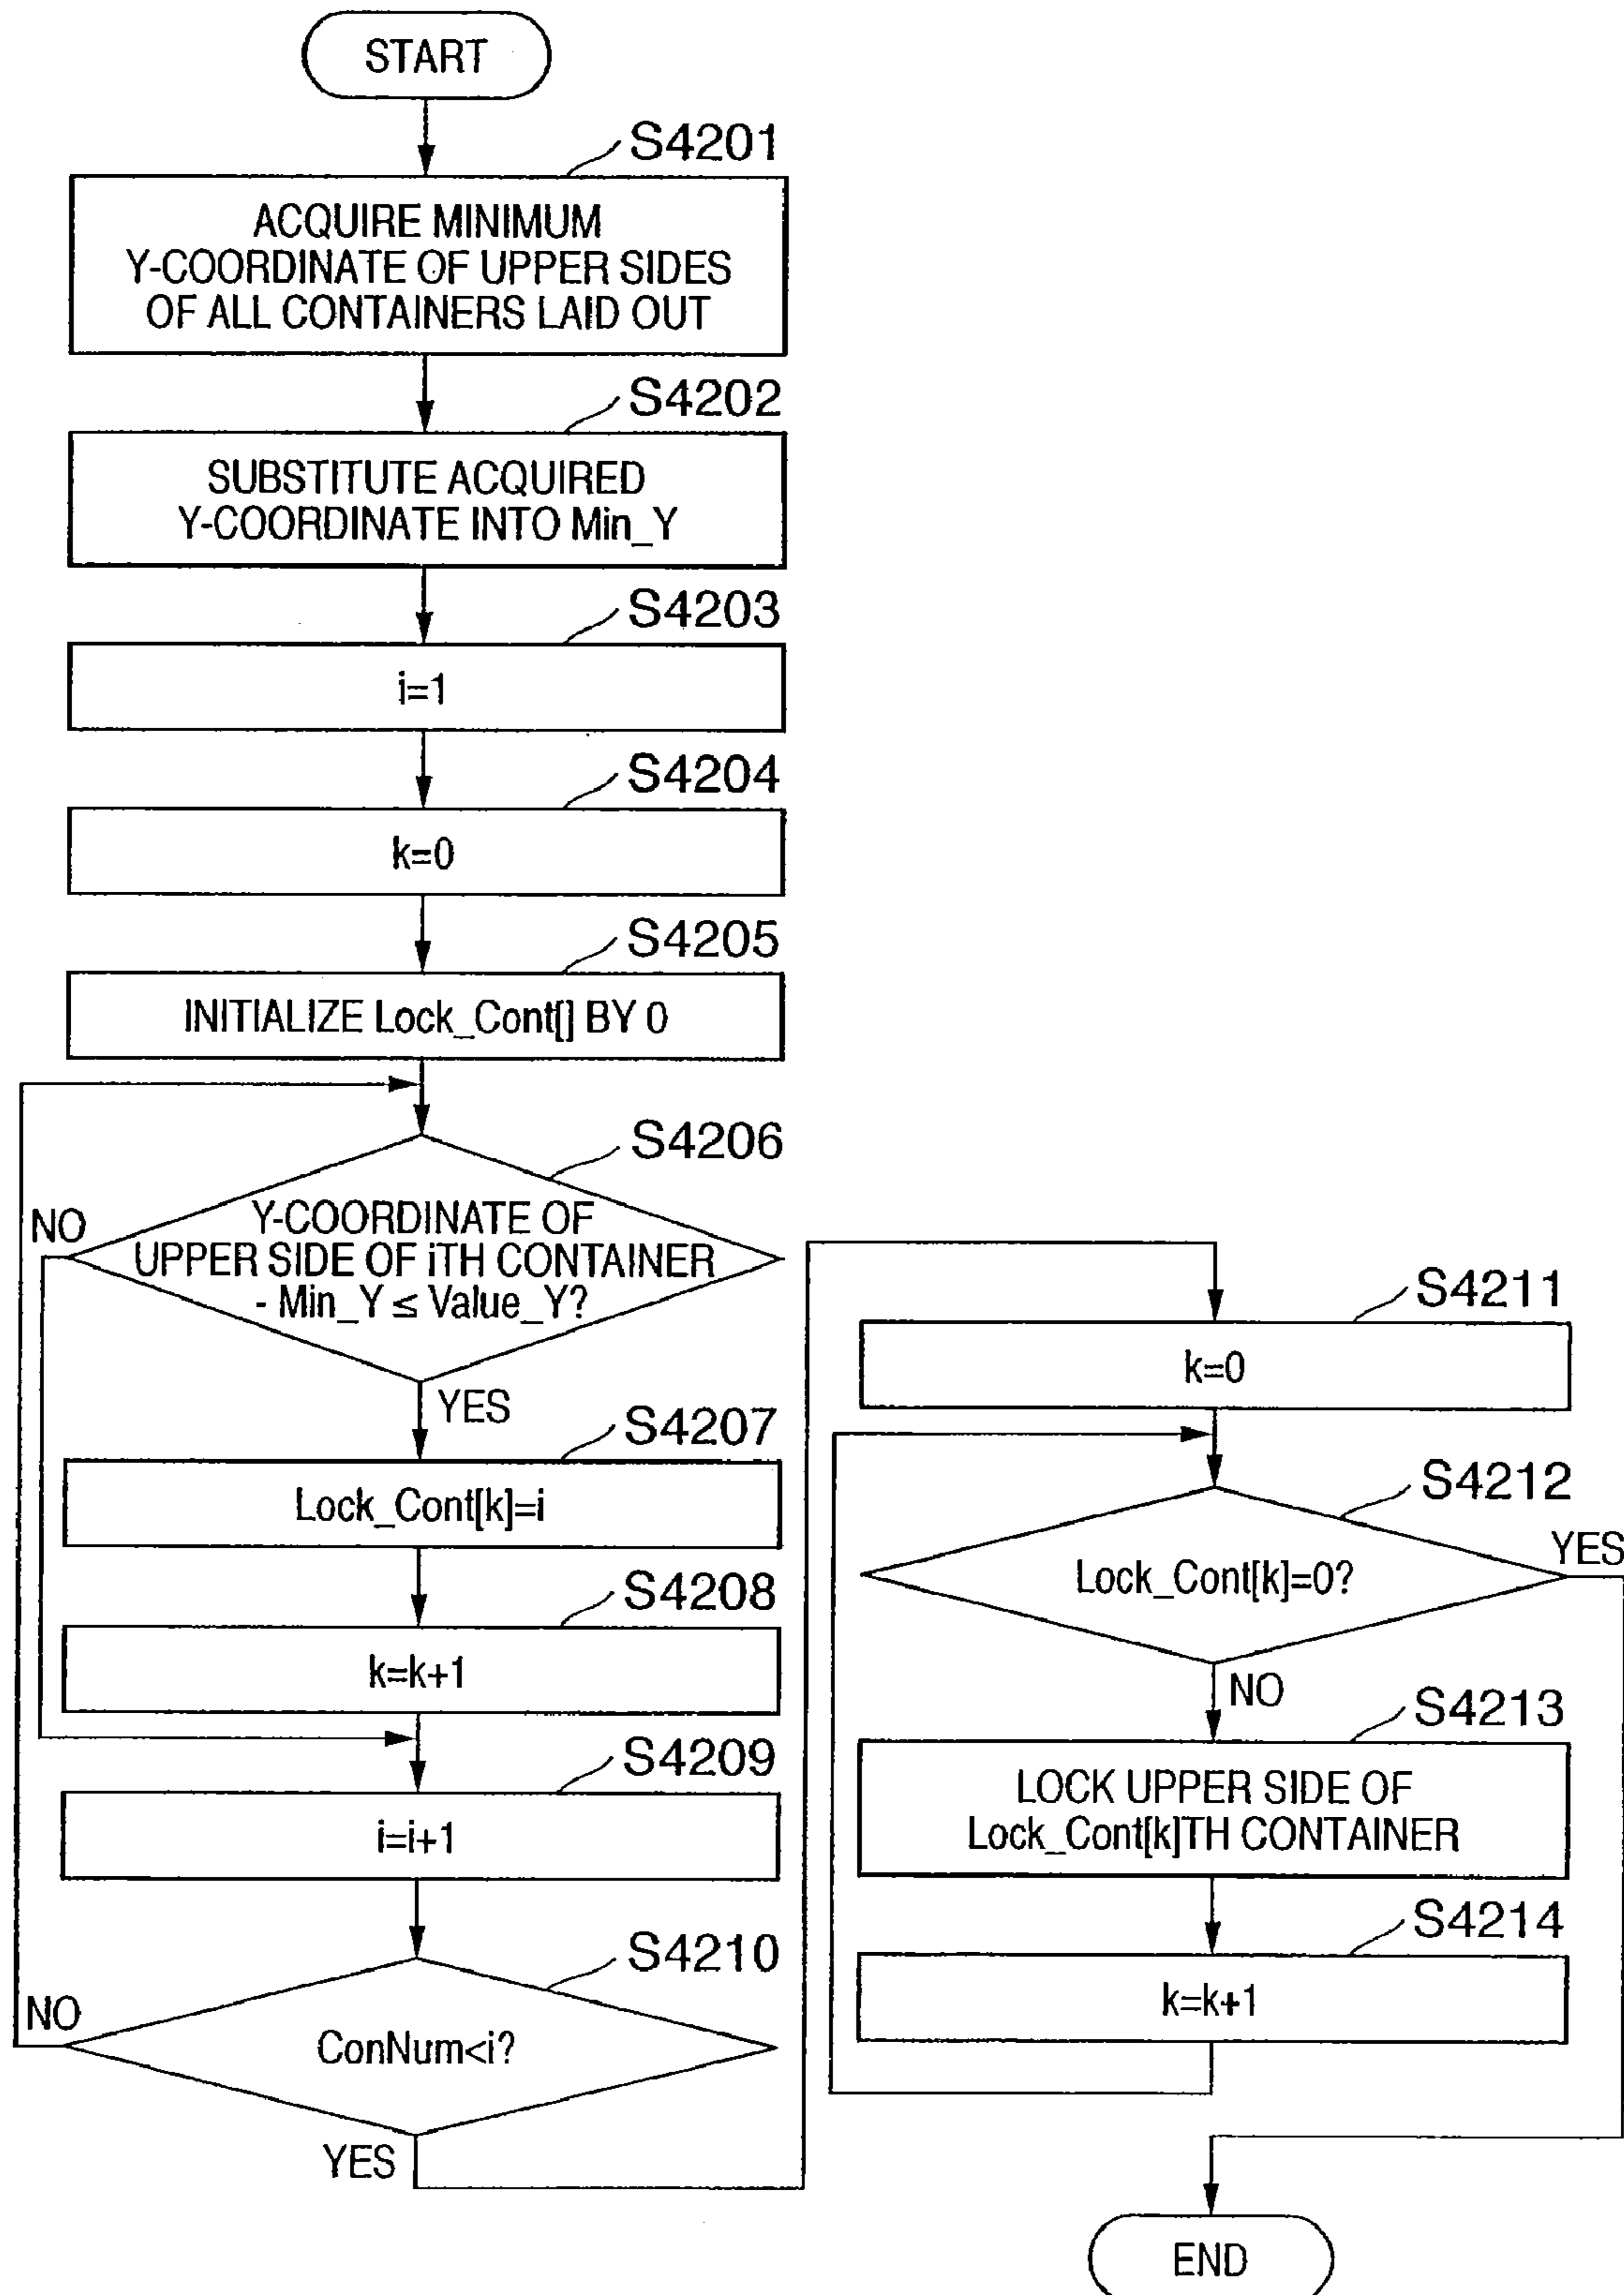 START
S4201
ACQUIRE MINIMUM
Y-COORDINATE OF UPPER SIDES
OF ALL CONTAINERS LAID OUT
S4202
SUBSTITUTE ACQUIRED
Y-COORDINATE INTO Min_Y
S4203
i=1
S4204
k=0
S4205
INITIALIZE Lock_Cont[] BY 0
S4206
NO
Y-COORDINATE OF
UPPER SIDE OF iTH CONTAINER
- Min_Y ≤ Value_Y?
YES
S4207
Lock_Cont[k]=i
S4208
k=k+1
S4209
i=i+1
S4210
NO
ConNum<i?
YES
S4211
k=0
S4212
YES
Lock_Cont[k]=0?
NO
S4213
LOCK UPPER SIDE OF
Lock_Cont[k]TH CONTAINER
S4214
k=k+1
END